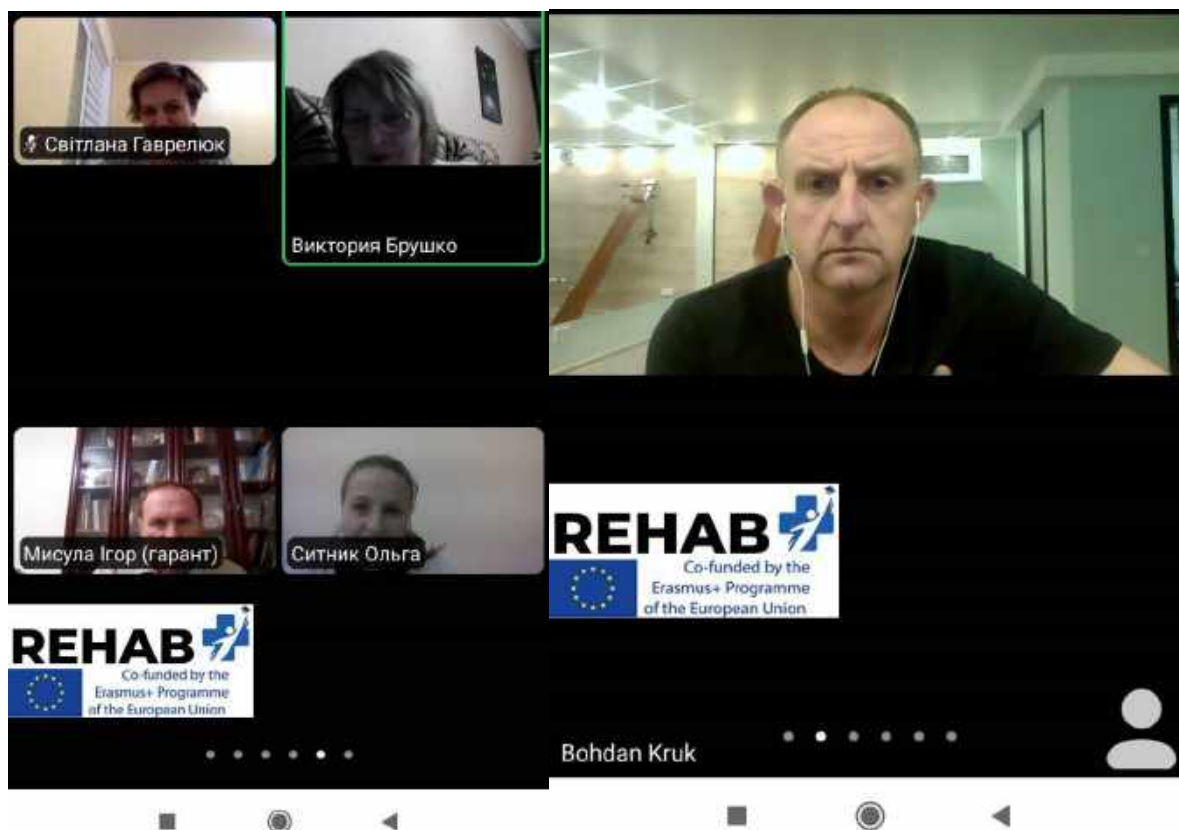 Світлана Гаврелюк
Виктория Брушко
Мисула Ігор (гарант)
Ситник Ольга
REHAB
Co-funded by the
Erasmus+ Programme
of the European Union
REHAB
Co-funded by the
Erasmus+ Programme
of the European Union
Bohdan Kruk